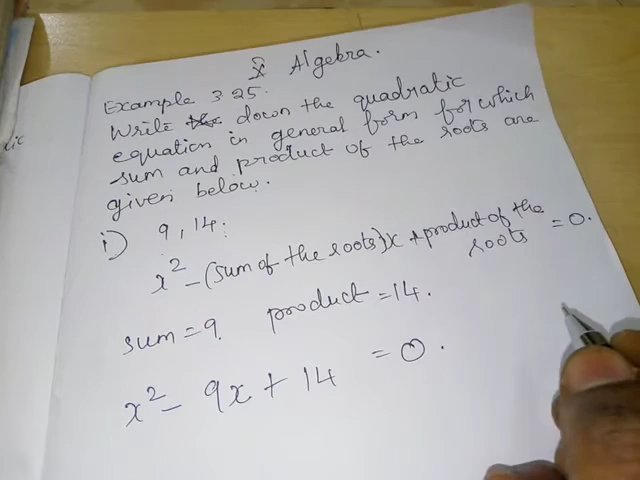 X Algebra.
Example 3.25.
Write down the quadratic
equation in general form for which
sum and product of the roots are
given below.
i) 9, 14.
x² - (sum of the roots)x + product of the roots = 0.
sum = 9. product = 14.
x² - 9x + 14 = 0.